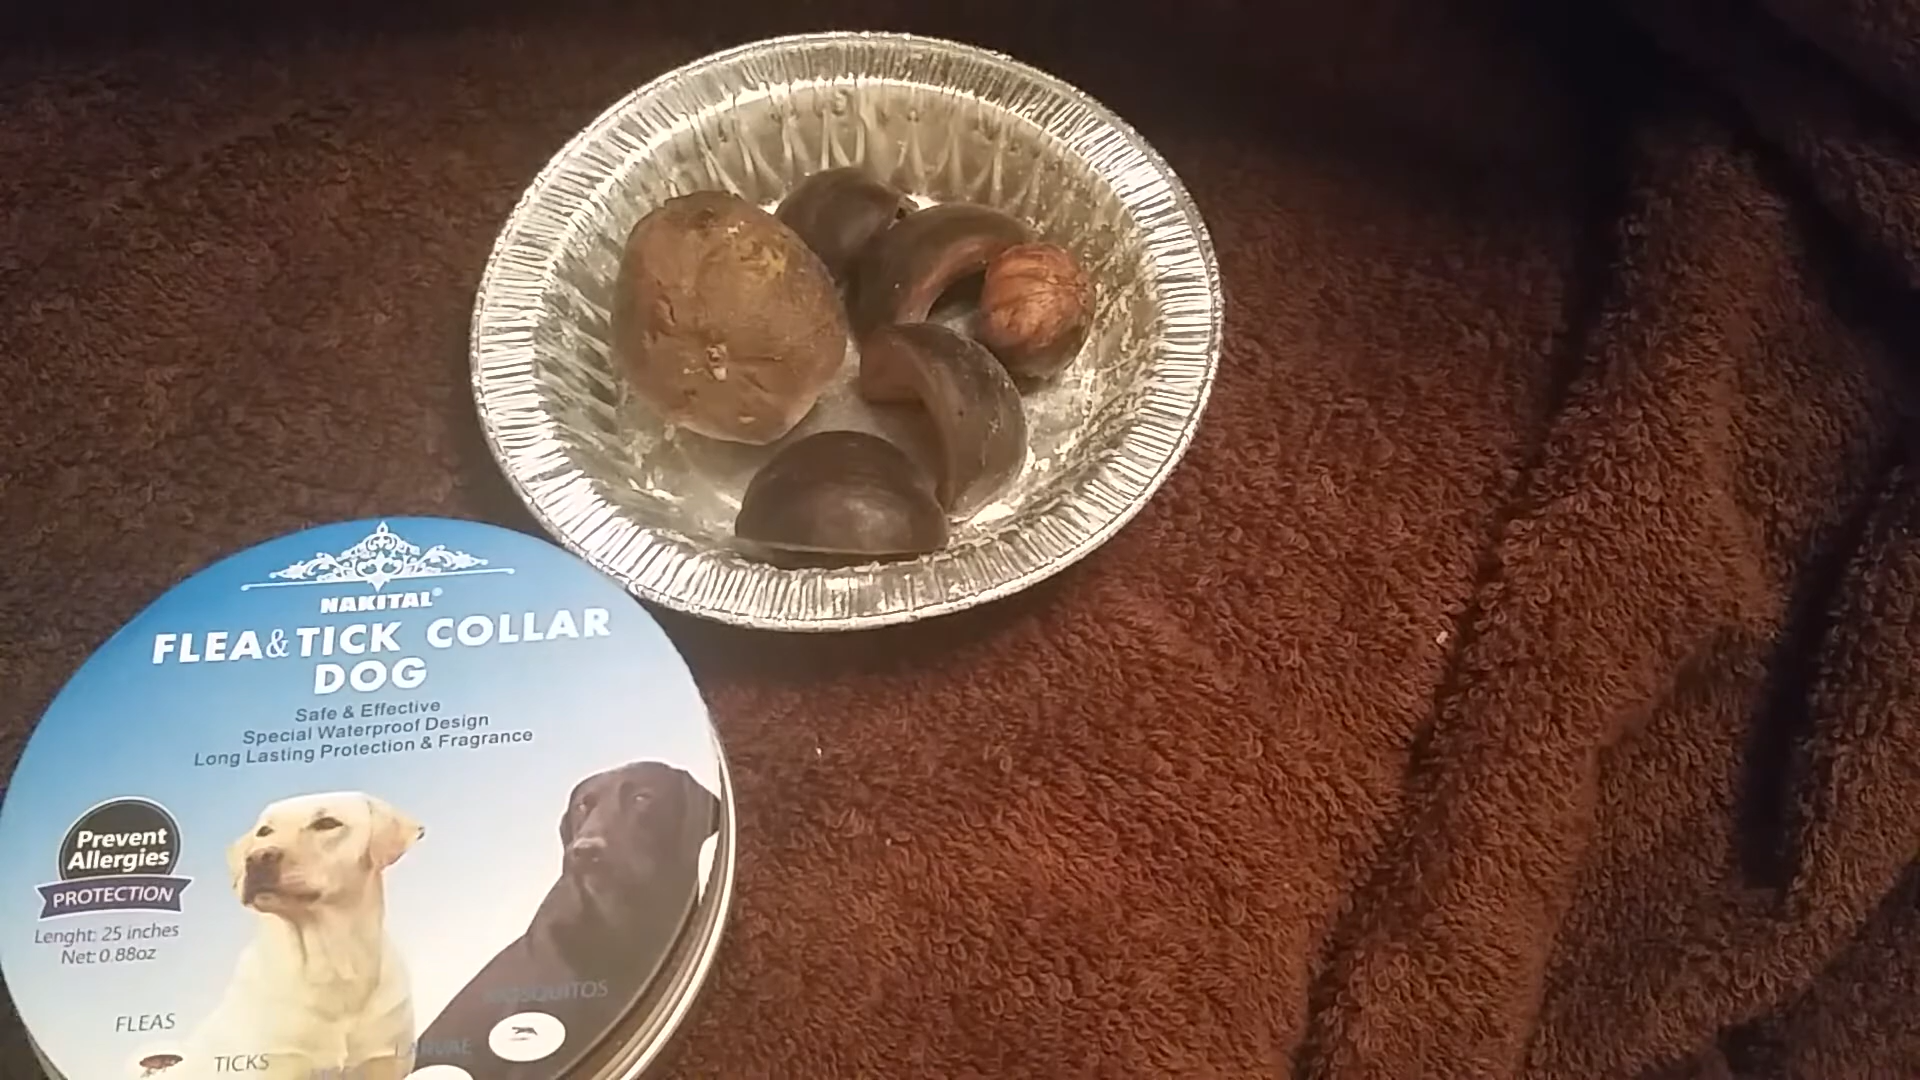 NAKITAL®
FLEA & TICK COLLAR
DOG
Safe & Effective
Special Waterproof Design
Long Lasting Protection & Fragrance
Prevent
Allergies
PROTECTION
Lenght: 25 inches
Net: 0.88oz
MOSQUITOS
FLEAS
LARVAE
TICKS